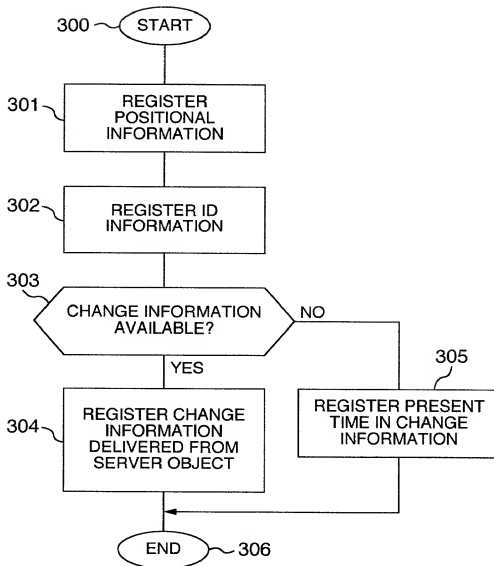 300
START
301
REGISTER
POSITIONAL
INFORMATION
302
REGISTER ID
INFORMATION
303
CHANGE INFORMATION
AVAILABLE?
NO
YES
305
304
REGISTER CHANGE
INFORMATION
DELIVERED FROM
SERVER OBJECT
REGISTER PRESENT
TIME IN CHANGE
INFORMATION
END
306